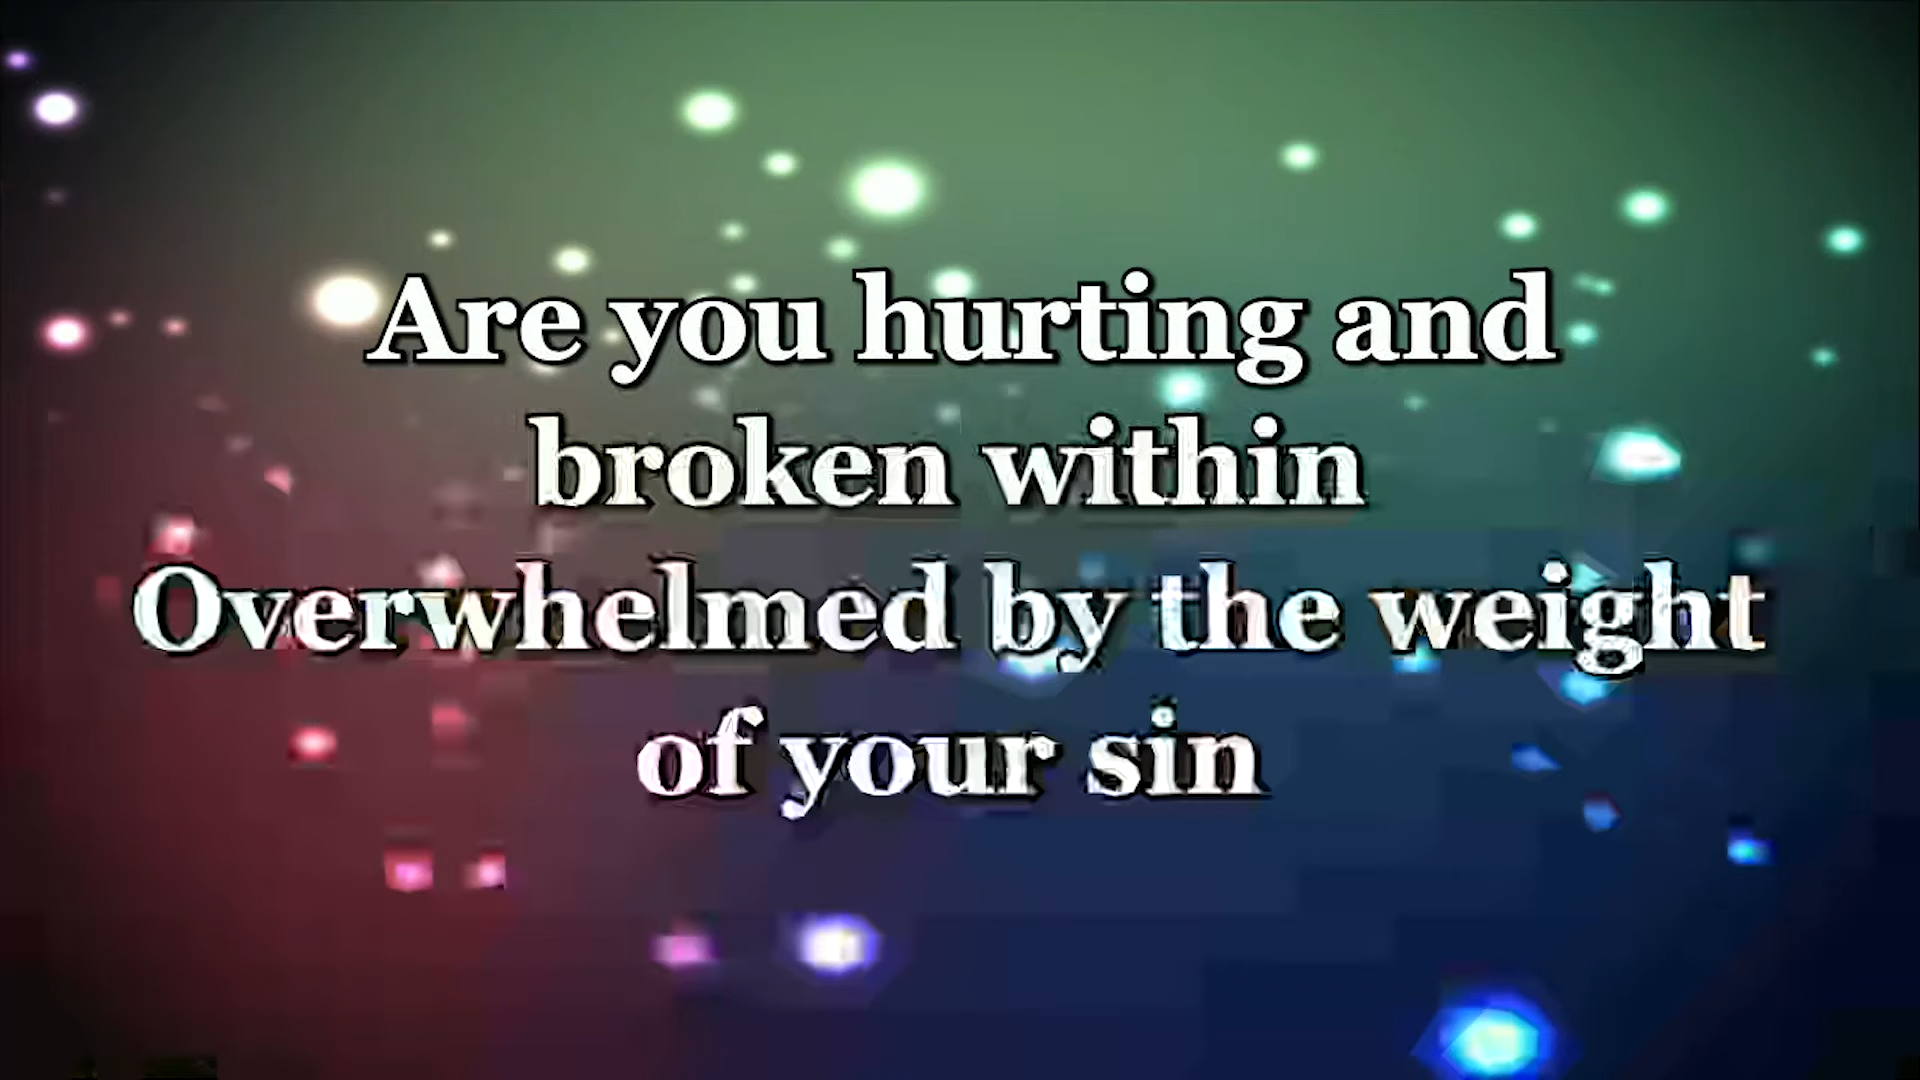 Are you hurting and
broken within
Overwhelmed by the weight
of your sin